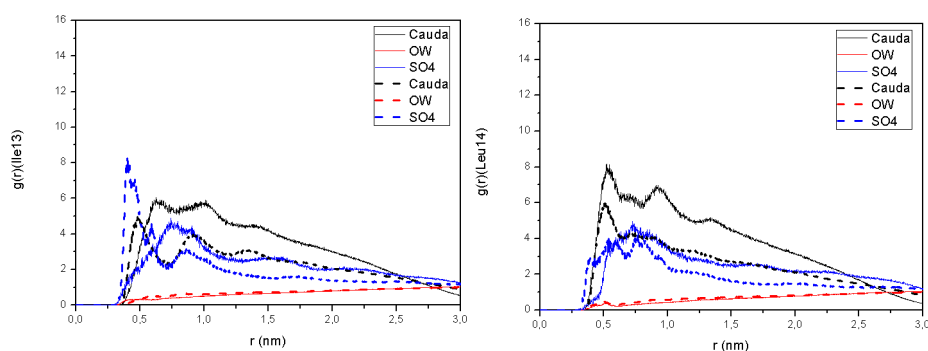 16
14
12
10
8
6
4
2
0
g(r)(Ile13)
Cauda
OW
SO4
Cauda
OW
SO4
0,0 0,5 1,0 1,5 2,0 2,5 3,0
r (nm)
16
14
12
10
8
6
4
2
0
g(r)(Leu14)
Cauda
OW
SO4
Cauda
OW
SO4
0,0 0,5 1,0 1,5 2,0 2,5 3,0
r (nm)